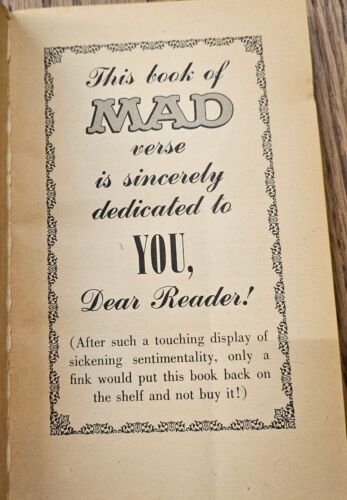 This book of
MAD
verse
is sincerely
dedicated to
YOU,
Dear Reader!
(After such a touching display of
sickening sentimentality, only a
fink would put this book back on
the shelf and not buy it!)